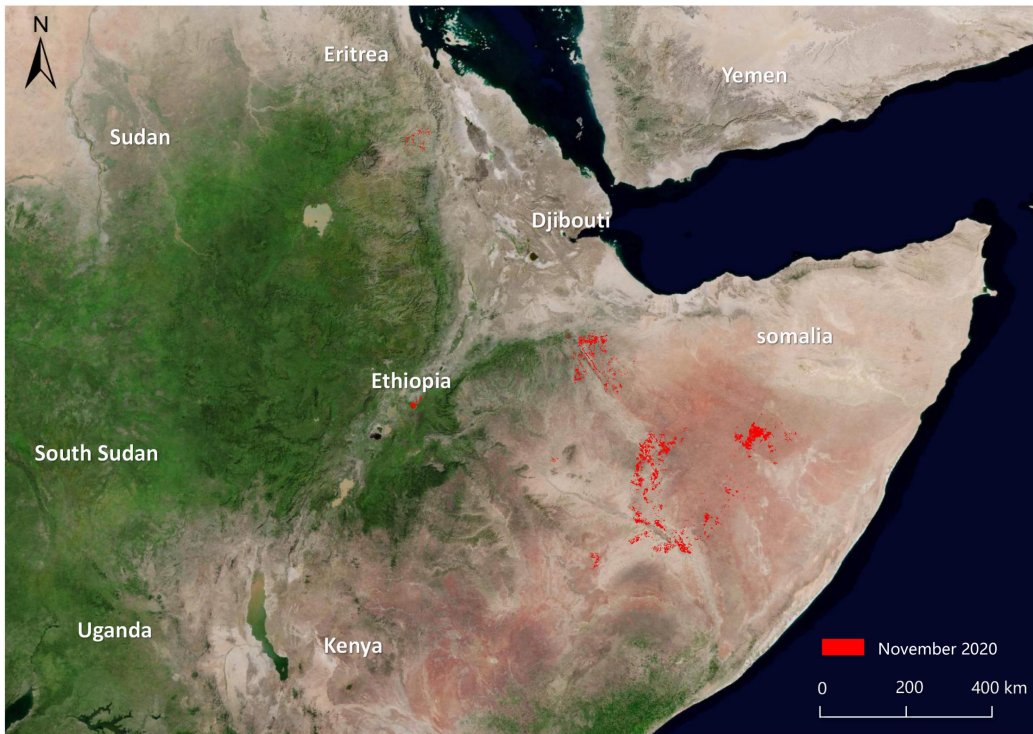 N
Eritrea
Yemen
Sudan
Djibouti
somalia
Ethiopia
South Sudan
Uganda
Kenya
November 2020
0 200 400 km